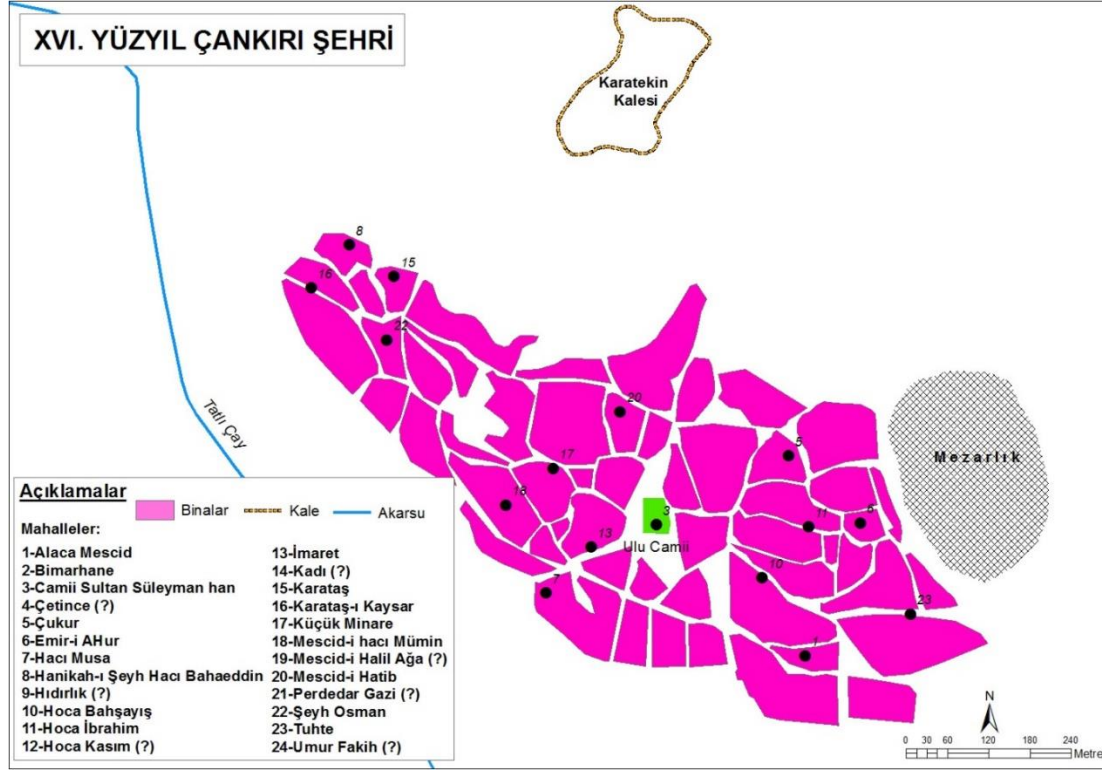 XVI. YÜZYIL ÇANKIRI ŞEHRİ
Karatekin
Kalesi
8
15
16
22
Tatlı Çay
20
5
Mezarlık
17
18
3
11
6
13
Ulu Camii
10
7
23
1
Açıklamalar
Binalar
Kale
Akarsu
Mahalleler:
1-Alaca Mescid
2-Bimarhane
3-Camii Sultan Süleyman han
4-Çetince (?)
5-Çukur
6-Emir-i AHur
7-Hacı Musa
8-Hanikah-ı Şeyh Hacı Bahaeddin
9-Hıdırlık (?)
10-Hoca Bahşayış
11-Hoca İbrahim
12-Hoca Kasım (?)
13-İmaret
14-Kadı (?)
15-Karataş
16-Karataş-ı Kaysar
17-Küçük Minare
18-Mescid-i hacı Mümin
19-Mescid-i Halil Ağa (?)
20-Mescid-i Hatib
21-Perdedar Gazi (?)
22-Şeyh Osman
23-Tuhte
24-Umur Fakih (?)
N
0 30 60 120 180 240
Metre